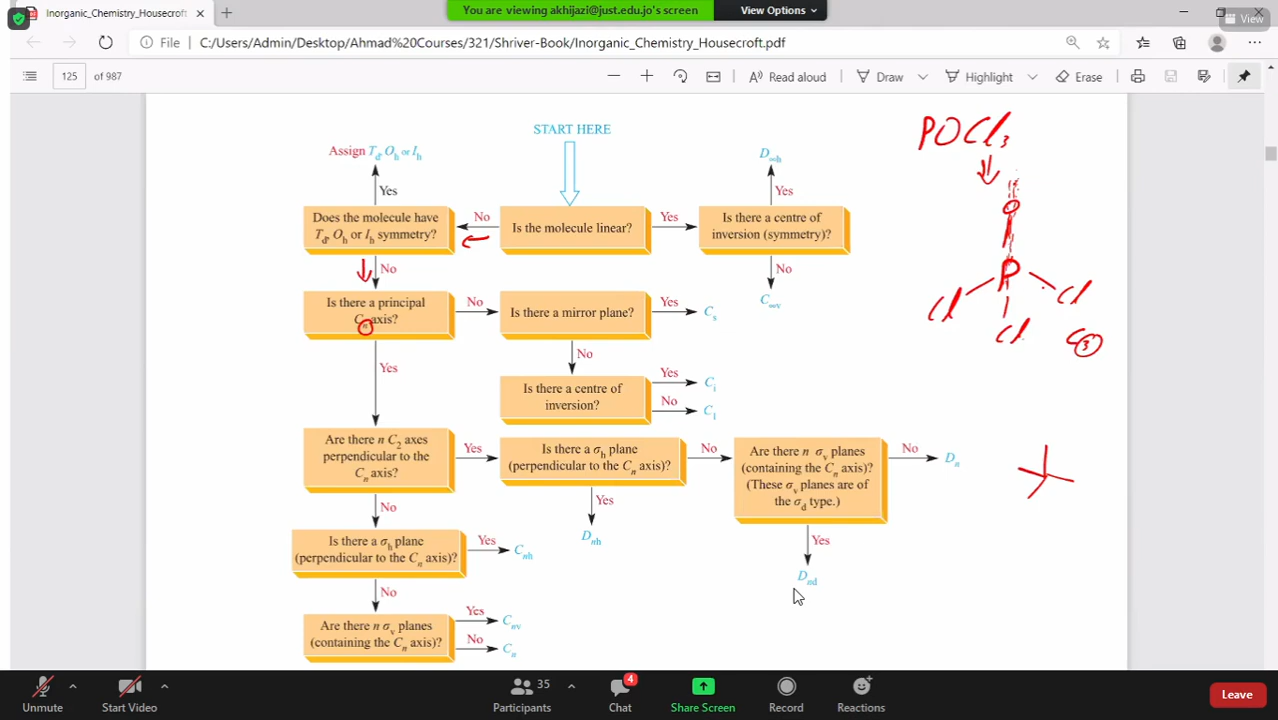 You are viewing akhijazi@just.edu.jo's screen
View Options
View
Inorganic_Chemistry_Housecroft.
File
C:/Users/Admin/Desktop/Ahmad%20Courses/321/Shriver-Book/Inorganic_Chemistry_Housecroft.pdf
125 of 987
Read aloud
Draw
Highlight
Erase
START HERE
Assign Td, Oh or Ih
D∞h
POCl3
Yes
Yes
Does the molecule have
Td, Oh or Ih
symmetry?
No
Is the molecule linear?
Yes
Is there a centre of
inversion (symmetry)?
O
P
Cl
Cl
Cl
C3
No
No
Is there a principal
Cn axis?
No
Is there a mirror plane?
Yes
Cs
C∞v
Yes
No
Is there a centre of
inversion?
Yes
Ci
No
C1
Are there n C2 axes
perpendicular to the
Cn axis?
Yes
Is there a σh plane
(perpendicular to the Cn axis)?
No
Are there n σv planes
(containing the Cn axis)?
(These σv planes are of
the σd type.)
No
Dn
No
Yes
Dnh
Yes
Dnd
Is there a σh plane
(perpendicular to the Cn axis)?
Yes
Cnh
No
Are there n σv planes
(containing the Cn axis)?
Yes
Cnv
No
Cn
Unmute
Start Video
35
Participants
4
Chat
Share Screen
Record
Reactions
Leave